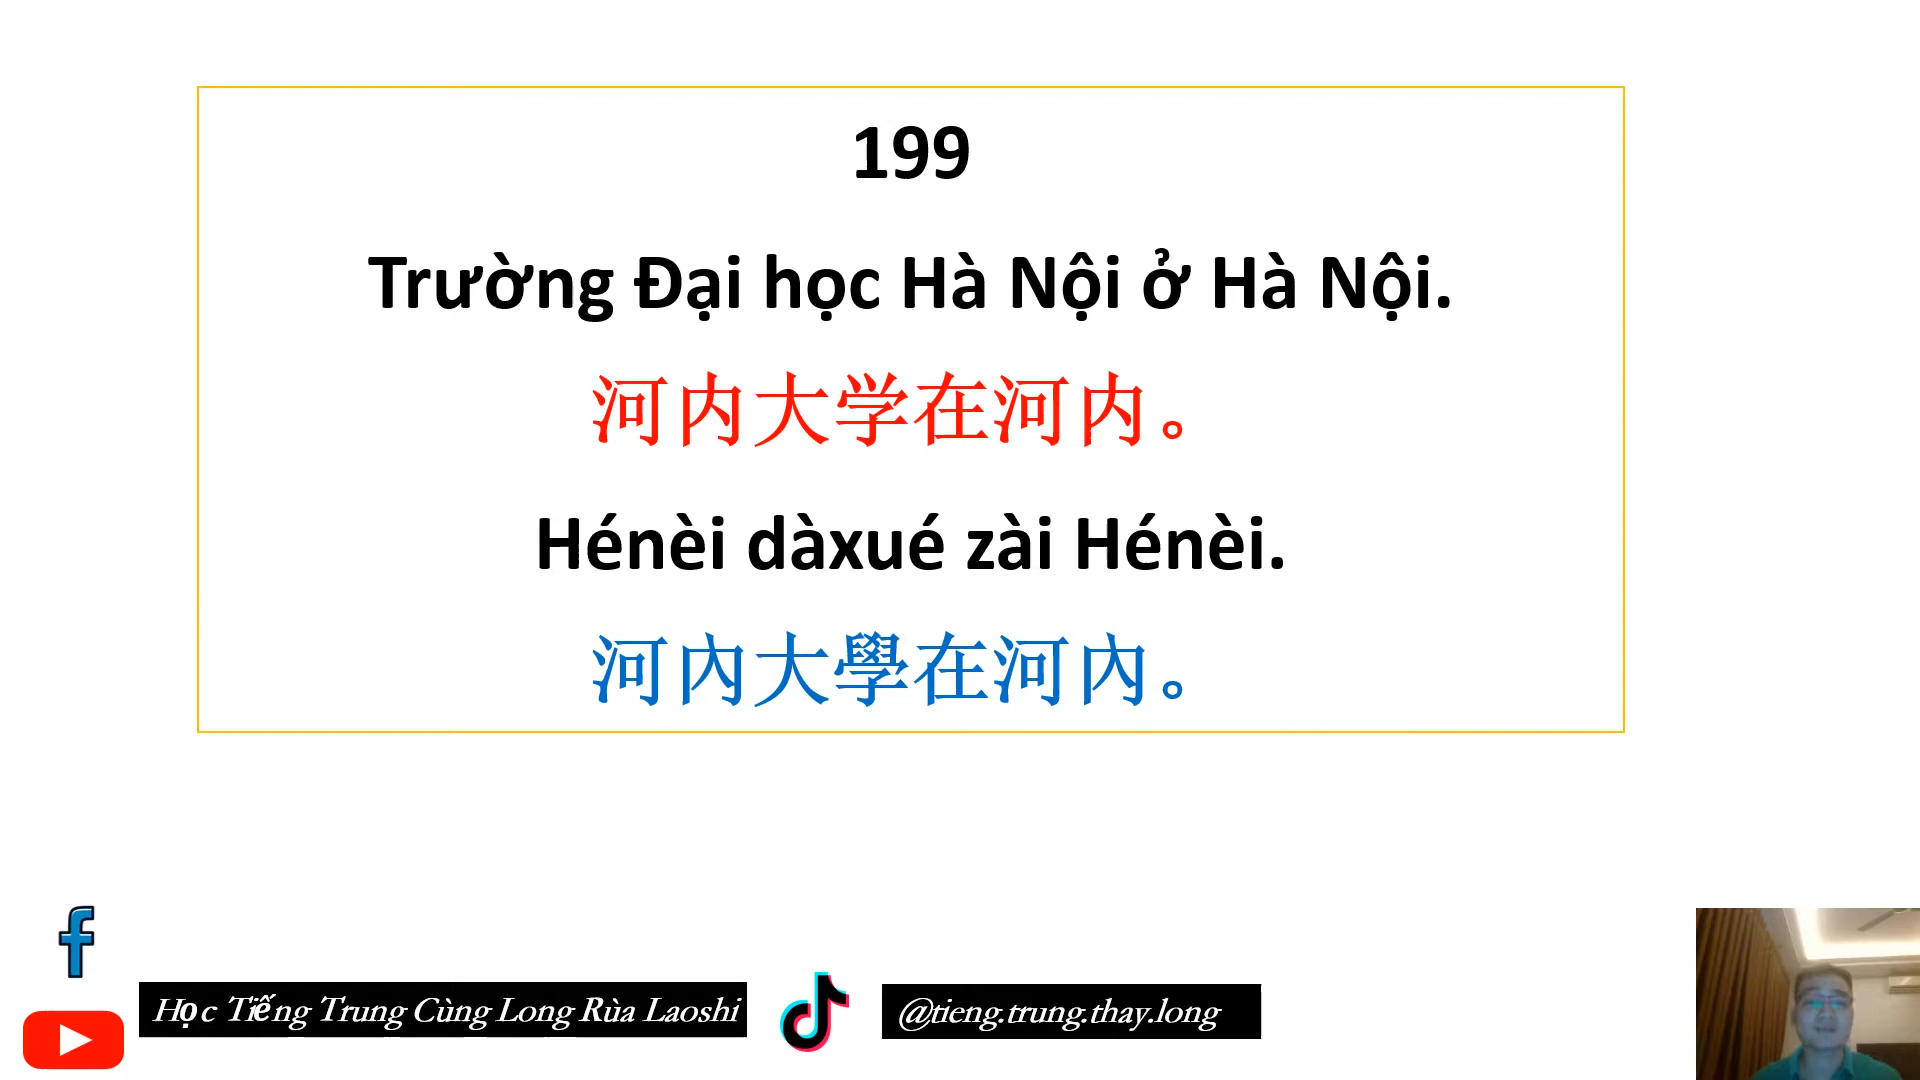 199
Trường Đại học Hà Nội ở Hà Nội.
河内大学在河内。
Hénèi dàxué zài Hénèi.
河內大學在河內。
Học Tiếng Trung Cùng Long Rùa Laoshi
@tieng.trung.thay.long